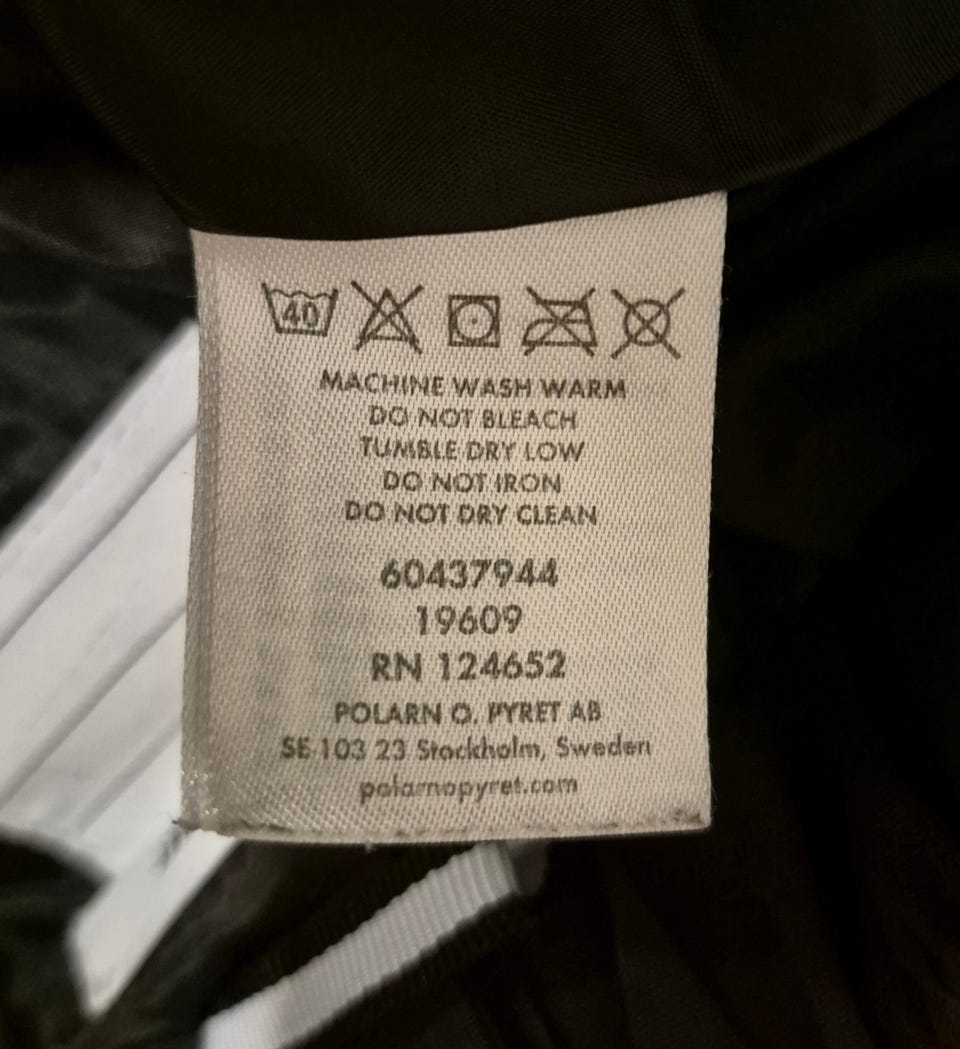 40
MACHINE WASH WARM
DO NOT BLEACH
TUMBLE DRY LOW
DO NOT IRON
DO NOT DRY CLEAN
60437944
19609
RN 124652
POLARN O. PYRET AB
SE-103 23 Stockholm, Sweden
polarnopyret.com